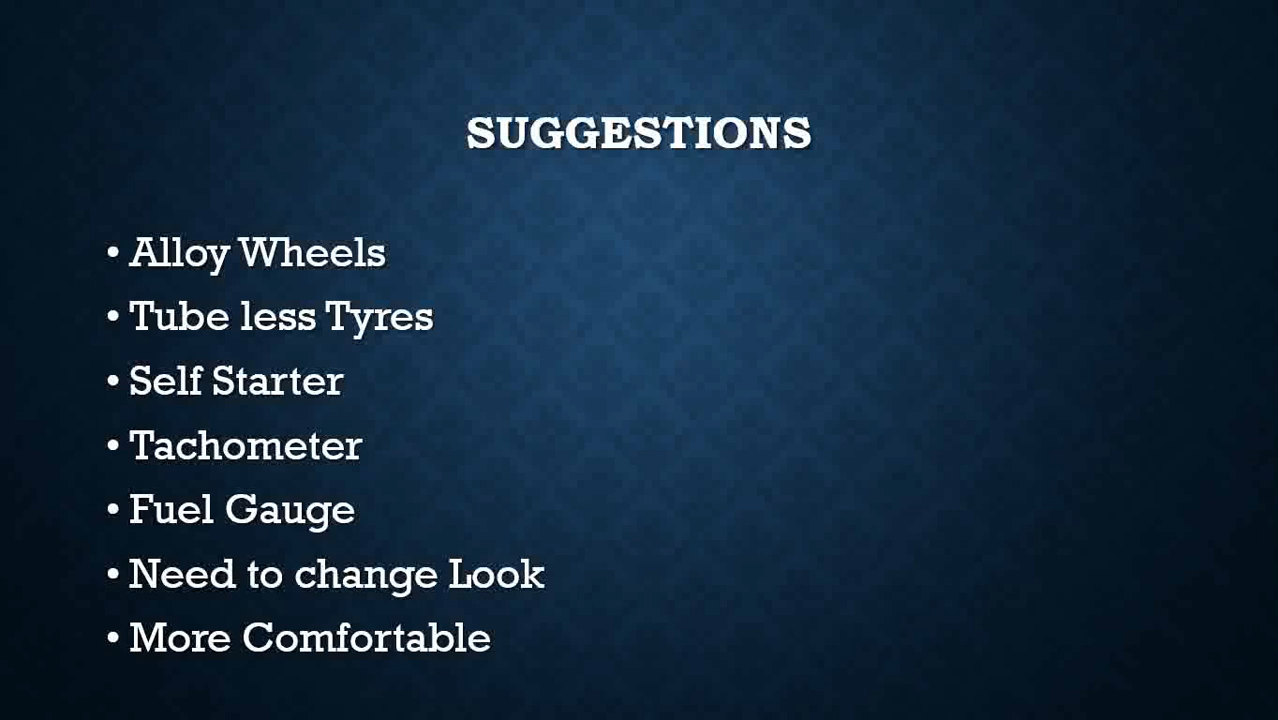 SUGGESTIONS
• Alloy Wheels
• Tube less Tyres
• Self Starter
• Tachometer
• Fuel Gauge
• Need to change Look
• More Comfortable